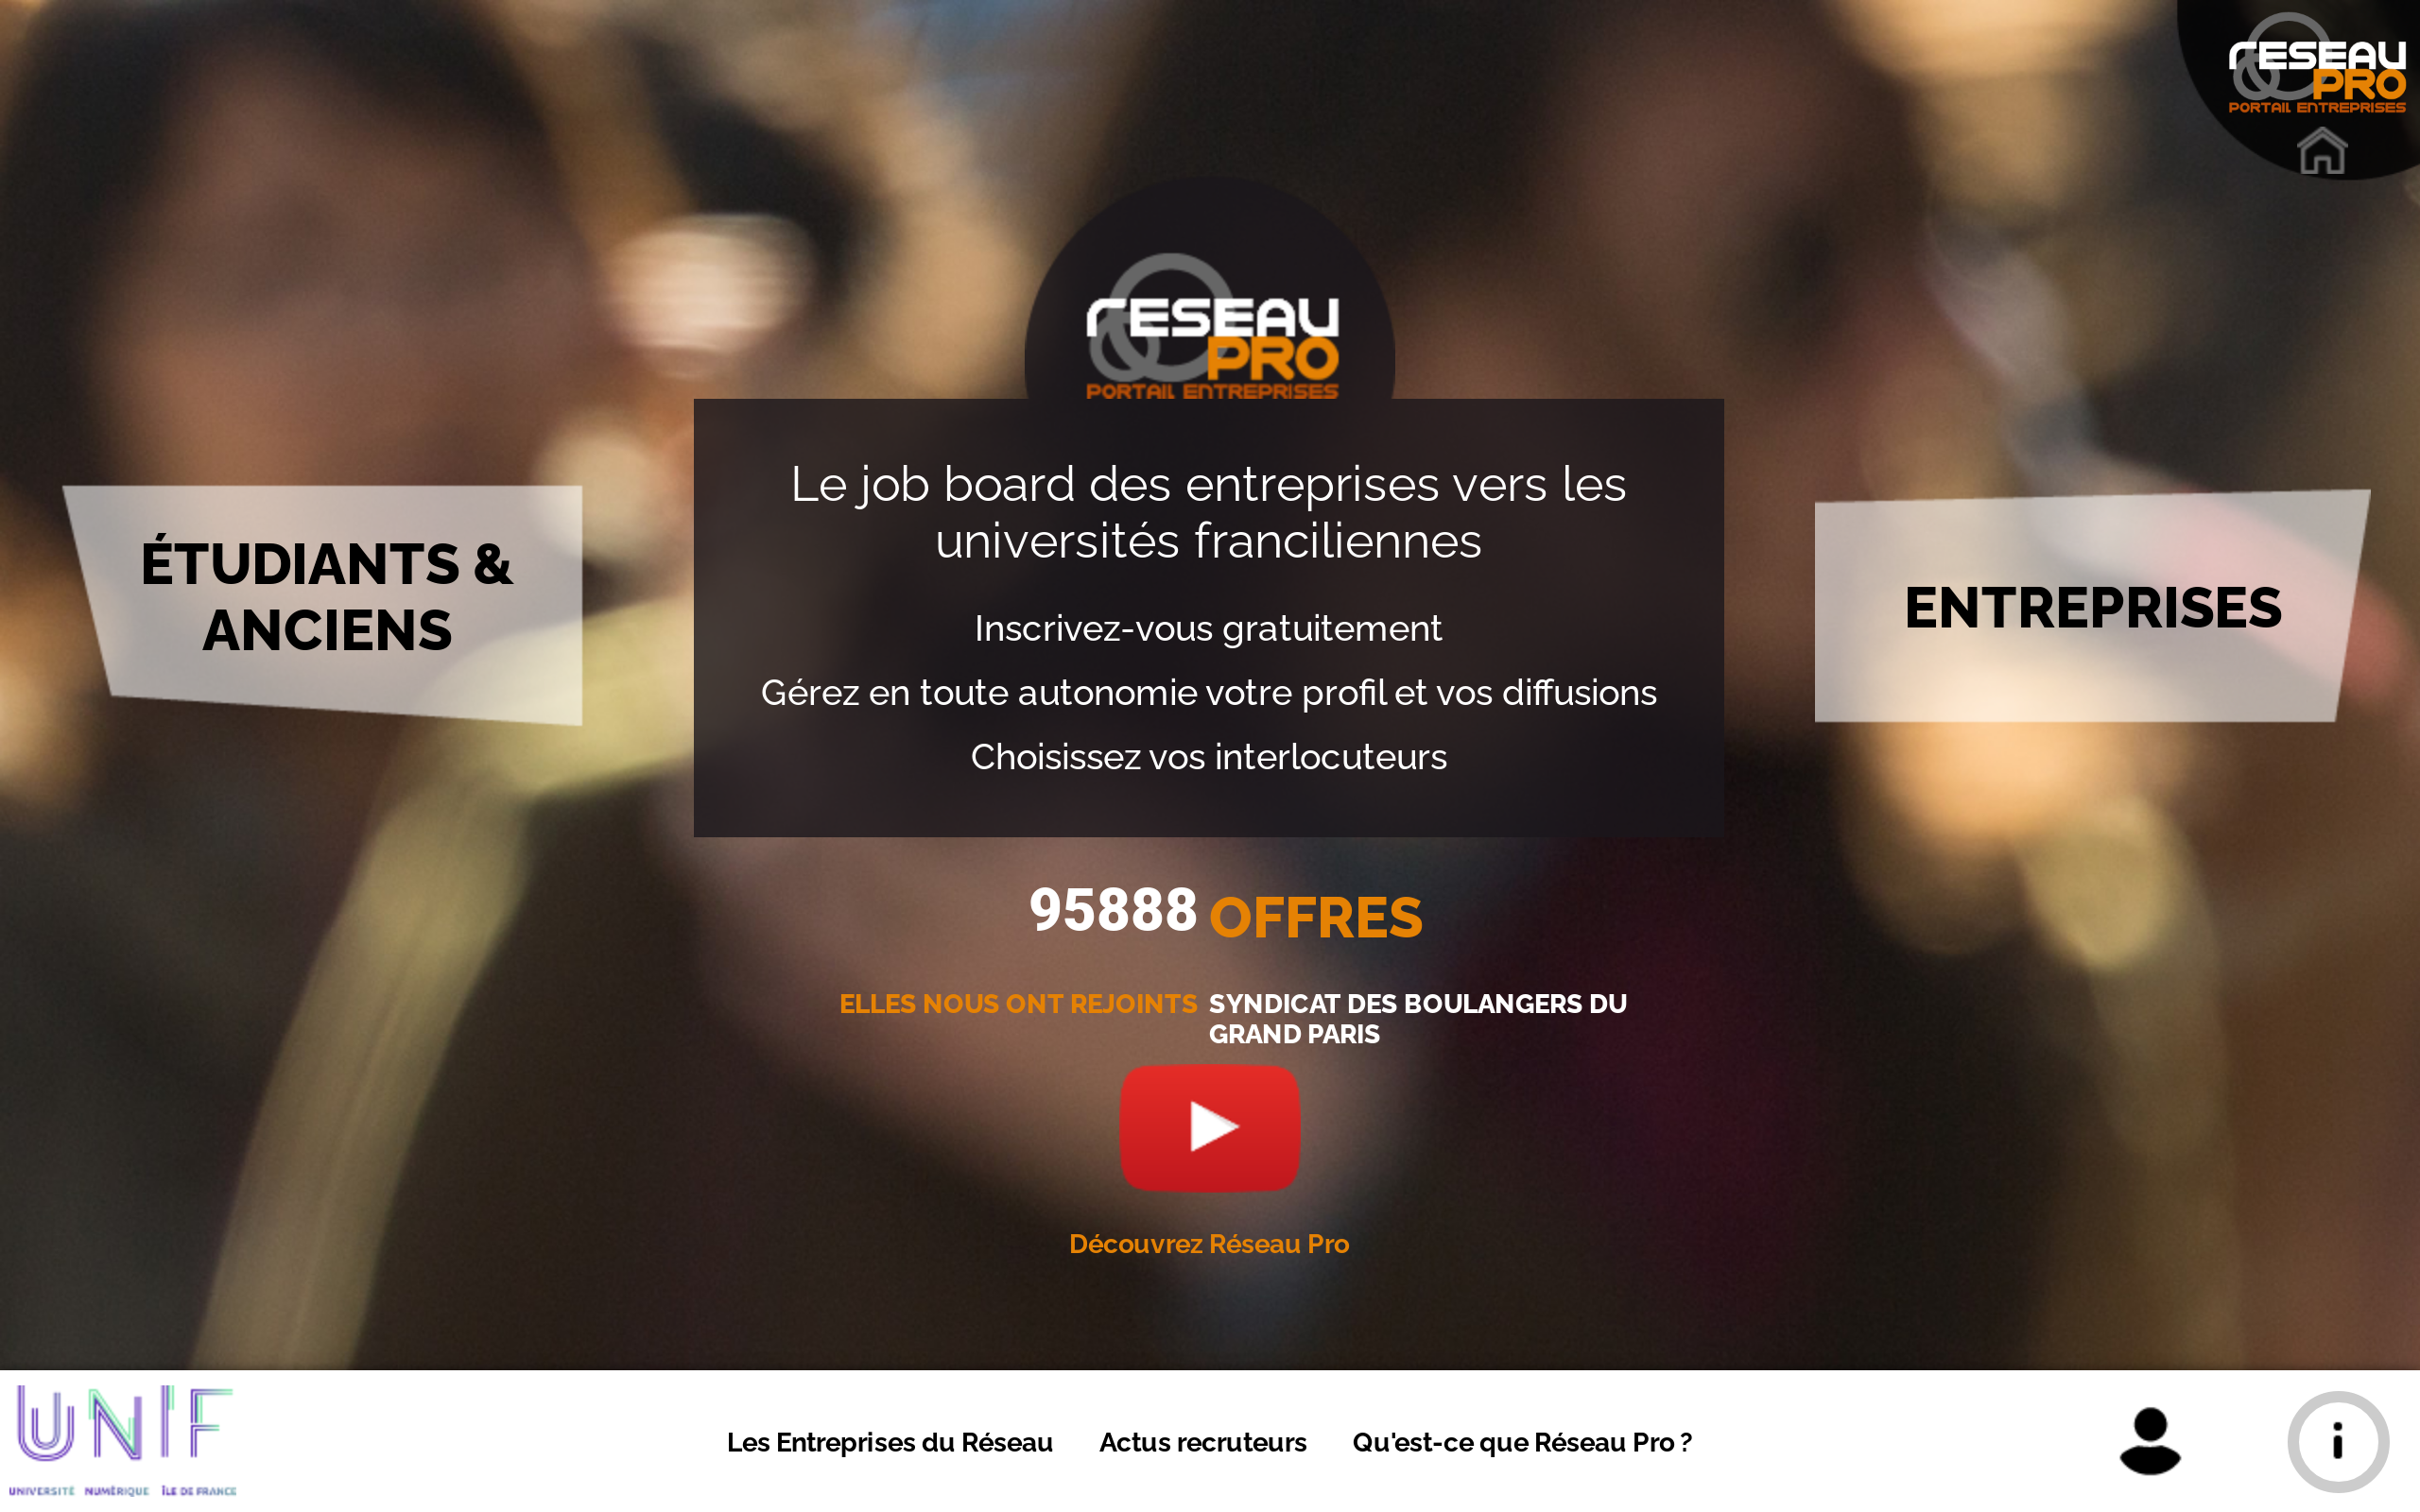 RESEAU
PRO
PORTAIL ENTREPRISES
RESEAU
PRO
PORTAIL ENTREPRISES
Le job board des entreprises vers les
universités franciliennes
Inscrivez-vous gratuitement
Gérez en toute autonomie votre profil et vos diffusions
Choisissez vos interlocuteurs
ÉTUDIANTS &
ANCIENS
ENTREPRISES
95888 OFFRES
ELLES NOUS ONT REJOINTS SYNDICAT DES BOULANGERS DU
GRAND PARIS
Découvrez Réseau Pro
UNIF
UNIVERSITÉ NUMÉRIQUE ÎLE DE FRANCE
Les Entreprises du Réseau Actus recruteurs Qu'est-ce que Réseau Pro ?
i